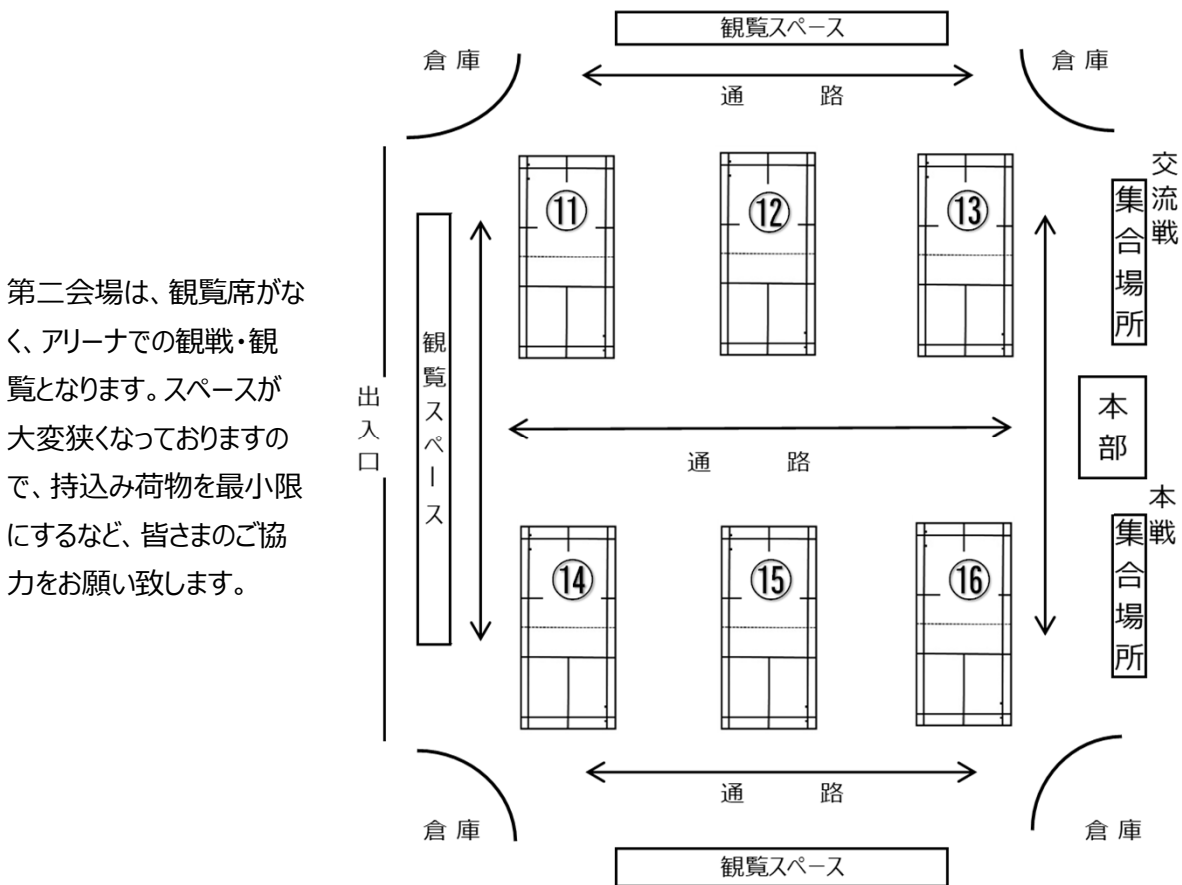 観覧スペース
倉庫
倉庫
通 路
⑪
⑫
⑬
交流戦
集合場所
第二会場は、観覧席がな
く、アリーナでの観戦・観
覧となります。スペースが
大変狭くなっておりますの
で、持込み荷物を最小限
にするなど、皆さまのご協
力をお願い致します。
出入口
観覧スペース
通 路
本部
本戦
集合場所
⑭
⑮
⑯
通 路
倉庫
倉庫
観覧スペース